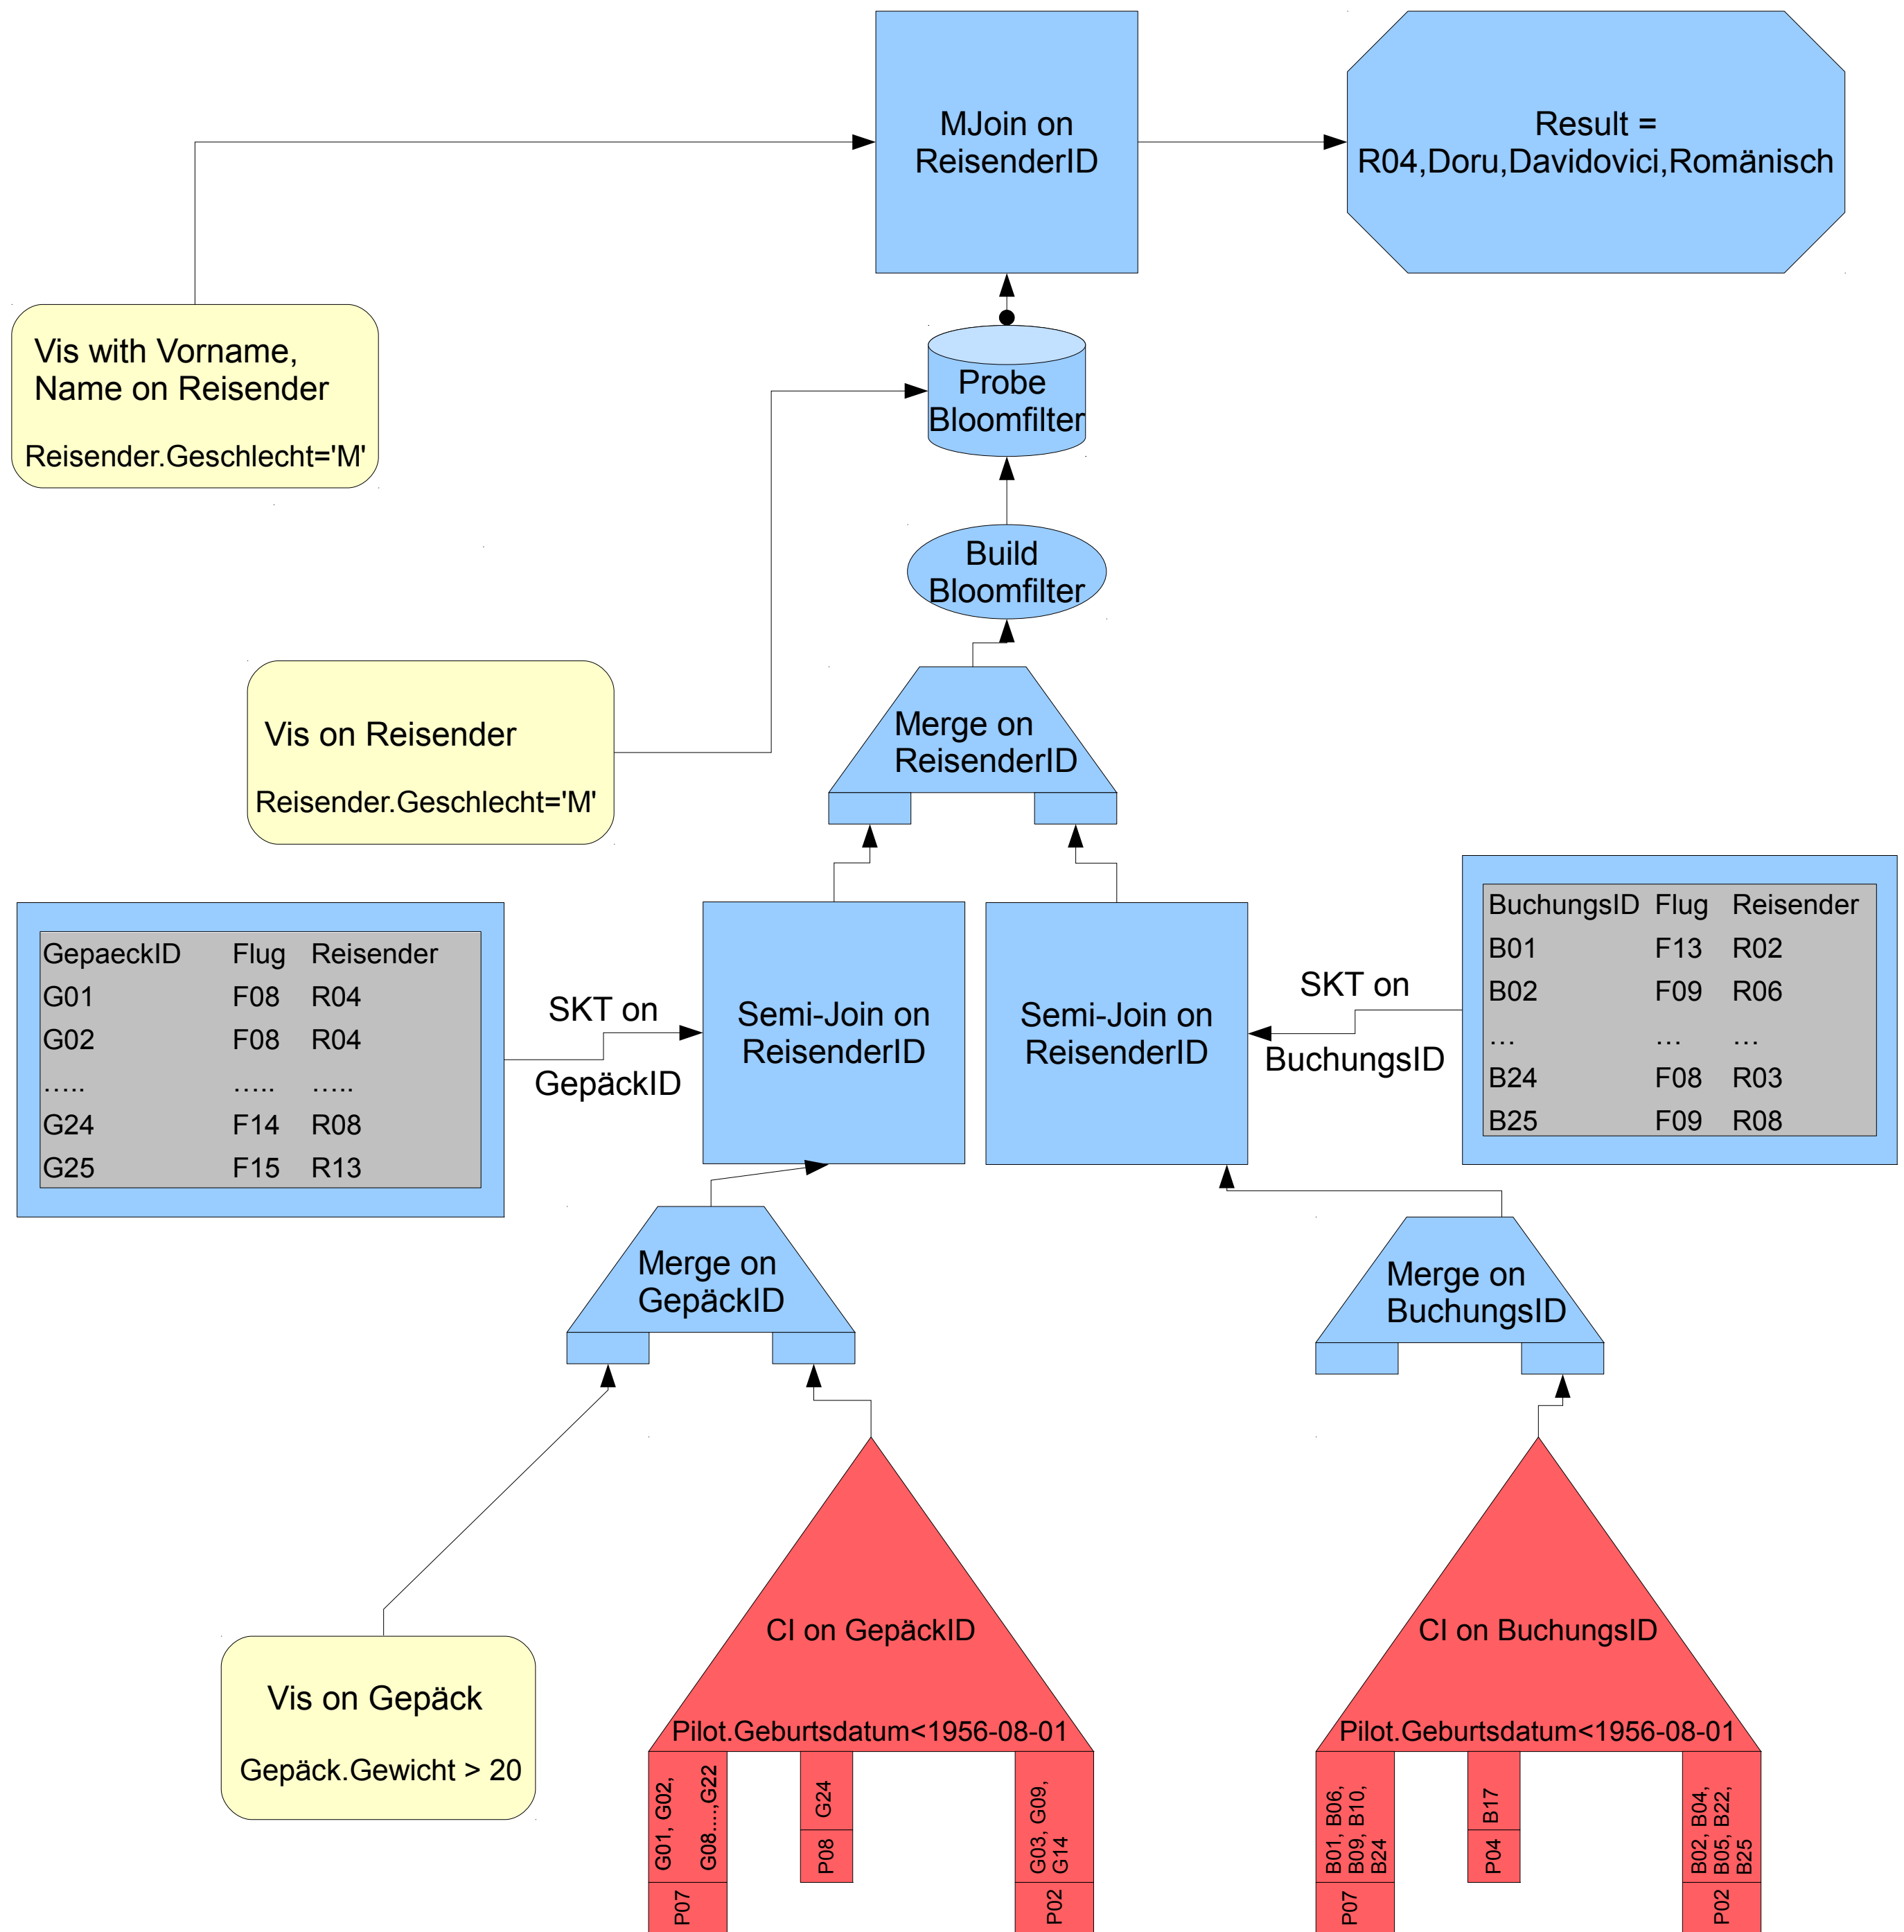 MJoin on
ReisenderID
Result =
R04,Doru,Davidovici,Romänisch
Vis with Vorname,
Name on Reisender
Reisender.Geschlecht='M'
Probe
Bloomfilter
Build
Bloomfilter
Vis on Reisender
Reisender.Geschlecht='M'
Merge on
ReisenderID
GepaeckID Flug Reisender
G01 F08 R04
G02 F08 R04
….. ….. …..
G24 F14 R08
G25 F15 R13
SKT on
GepäckID
Semi-Join on
ReisenderID
Semi-Join on
ReisenderID
SKT on
BuchungsID
BuchungsID Flug Reisender
B01 F13 R02
B02 F09 R06
… … …
B24 F08 R03
B25 F09 R08
Merge on
GepäckID
Merge on
BuchungsID
Vis on Gepäck
Gepäck.Gewicht > 20
CI on GepäckID
Pilot.Geburtsdatum<1956-08-01
G01, G02,
G08....,G22
P07
G24
P08
G03, G09,
G14
P02
CI on BuchungsID
Pilot.Geburtsdatum<1956-08-01
B01, B06,
B09, B10,
B24
P07
B17
P04
B02, B04,
B05, B22,
B25
P02